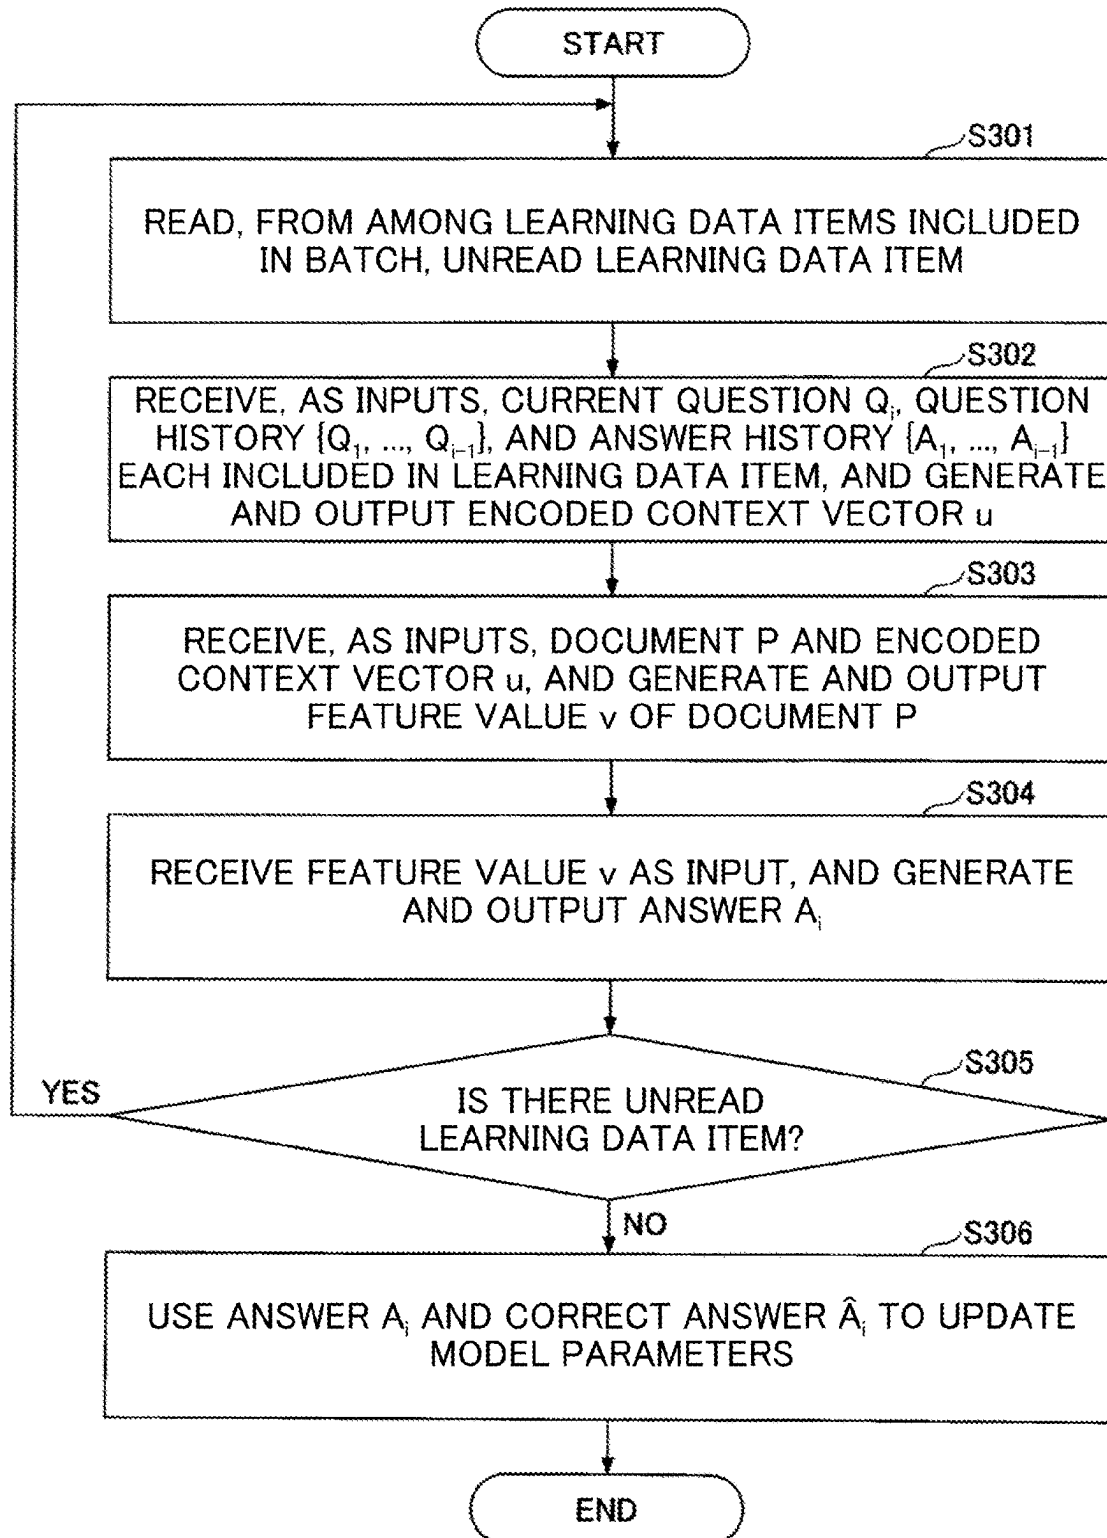 START
S301
READ, FROM AMONG LEARNING DATA ITEMS INCLUDED
IN BATCH, UNREAD LEARNING DATA ITEM
S302
RECEIVE, AS INPUTS, CURRENT QUESTION Qᵢ, QUESTION
HISTORY {Q₁, ..., Qᵢ₋₁}, AND ANSWER HISTORY {A₁, ..., Aᵢ₋₁}
EACH INCLUDED IN LEARNING DATA ITEM, AND GENERATE
AND OUTPUT ENCODED CONTEXT VECTOR u
S303
RECEIVE, AS INPUTS, DOCUMENT P AND ENCODED
CONTEXT VECTOR u, AND GENERATE AND OUTPUT
FEATURE VALUE v OF DOCUMENT P
S304
RECEIVE FEATURE VALUE v AS INPUT, AND GENERATE
AND OUTPUT ANSWER Aᵢ
S305
YES
IS THERE UNREAD
LEARNING DATA ITEM?
NO
S306
USE ANSWER Aᵢ AND CORRECT ANSWER Âᵢ TO UPDATE
MODEL PARAMETERS
END